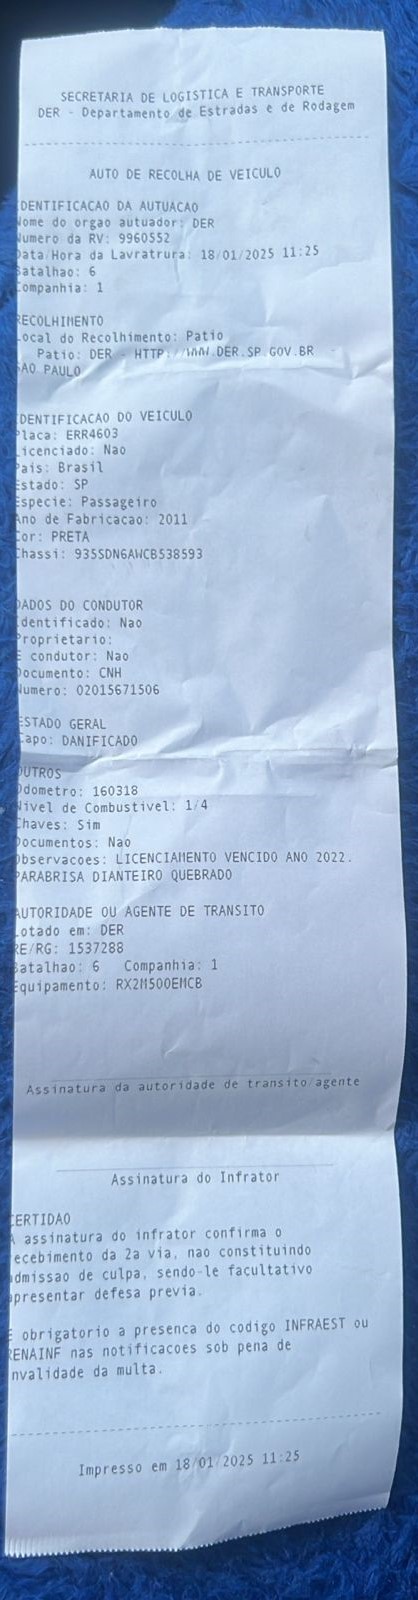 SECRETARIA DE LOGISTICA E TRANSPORTE
DER - Departamento de Estradas e de Rodagem
AUTO DE RECOLHA DE VEICULO
IDENTIFICACAO DA AUTUACAO
Nome do orgao autuador: DER
Numero da RV: 9960552
Data/Hora da Lavratrura: 18/01/2025 11:25
Batalhao: 6
Companhia: 1
RECOLHIMENTO
Local do Recolhimento: Patio
Patio: DER - HTTP://WWW.DER.SP.GOV.BR -
SAO PAULO
IDENTIFICACAO DO VEICULO
Placa: ERR4603
Licenciado: Nao
Pais: Brasil
Estado: SP
Especie: Passageiro
Ano de Fabricacao: 2011
Cor: PRETA
Chassi: 935SDN6AWCB538593
DADOS DO CONDUTOR
Identificado: Nao
Proprietario:
E condutor: Nao
Documento: CNH
Numero: 02015671506
ESTADO GERAL
Capo: DANIFICADO
OUTROS
Odometro: 160318
Nivel de Combustivel: 1/4
Chaves: Sim
Documentos: Nao
Observacoes: LICENCIAMENTO VENCIDO ANO 2022.
PARABRISA DIANTEIRO QUEBRADO
AUTORIDADE OU AGENTE DE TRANSITO
Lotado em: DER
RE/RG: 1537288
Batalhao: 6 Companhia: 1
Equipamento: RX2M500EMCB
Assinatura da autoridade de transito/agente
Assinatura do Infrator
CERTIDAO
A assinatura do infrator confirma o
recebimento da 2a via, nao constituindo
admissao de culpa, sendo-le facultativo
apresentar defesa previa.
E obrigatorio a presenca do codigo INFRAEST ou
RENAINF nas notificacoes sob pena de
invalidade da multa.
Impresso em 18/01/2025 11:25